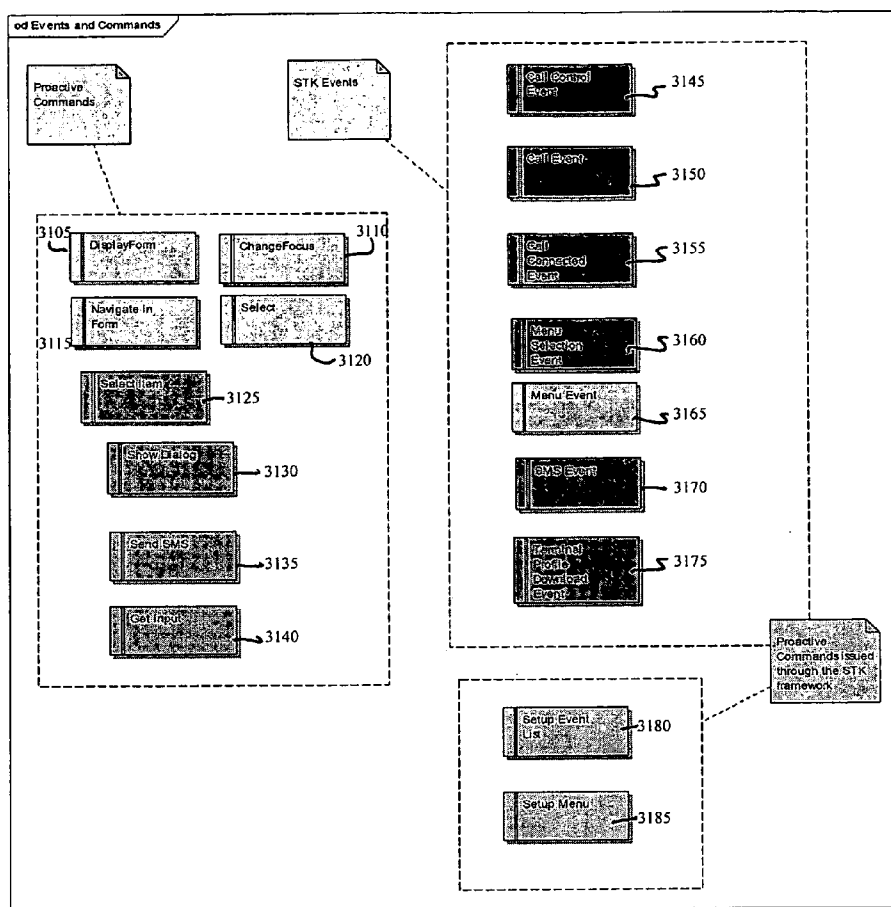 od Events and Commands
Proactive
Commands
STK Events
3105
DisplayForm
ChangeFocus
3110
3115
Navigate In
Form
Select
3120
Select Item
3125
Show Dialog
3130
Send SMS
3135
Get Input
3140
Call Control
Event
3145
Call Event
3150
Call
Connected
Event
3155
Menu
Selection
Event
3160
Menu Event
3165
SMS Event
3170
Terminal
Profile
Download
Event
3175
Proactive
Commands issued
through the STK
framework
Setup Event
List
3180
Setup Menu
3185